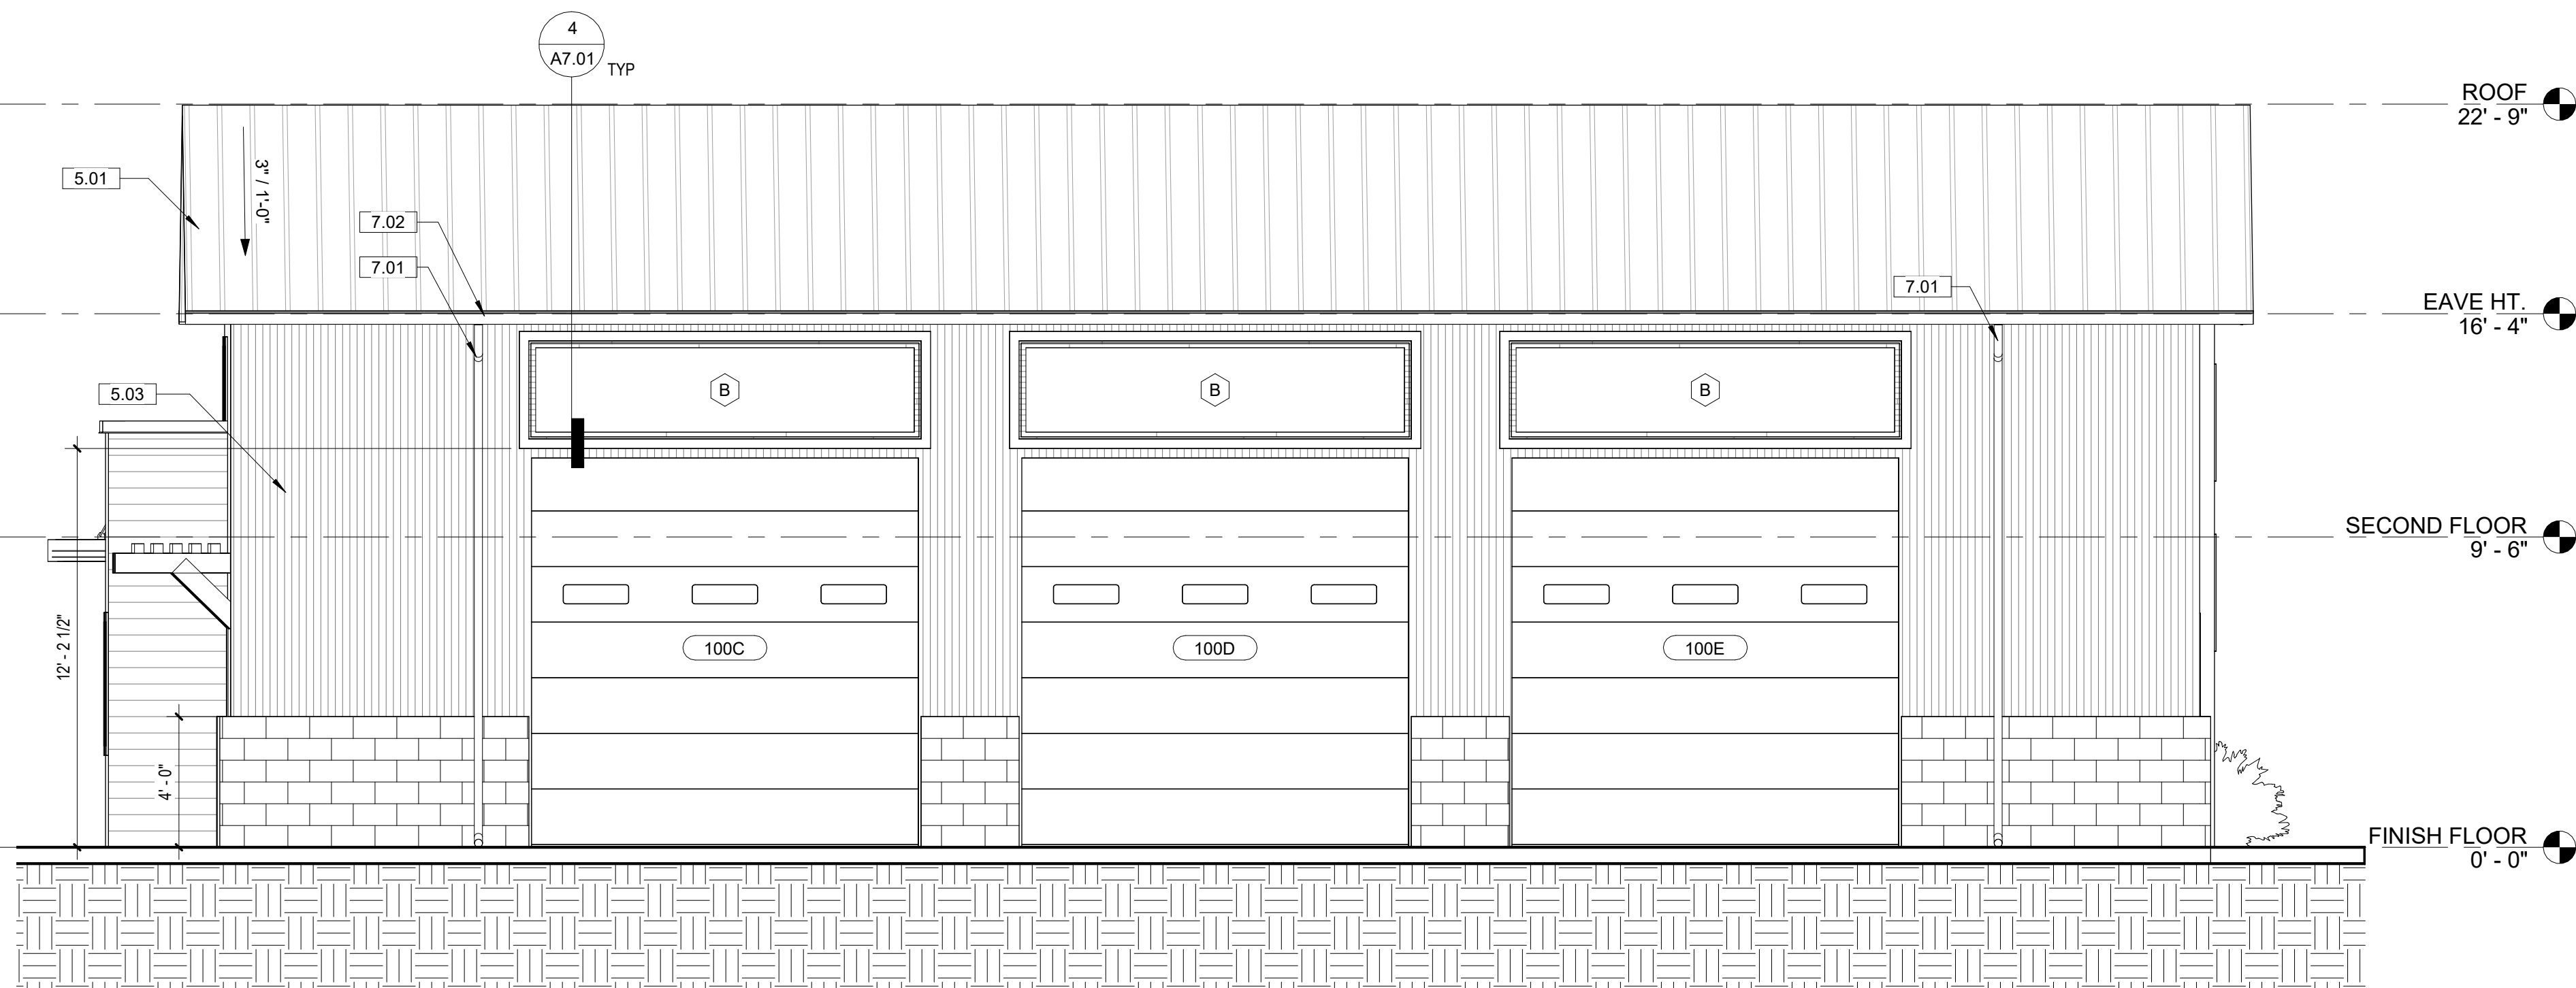 4
A7.01
TYP
ROOF
22' - 9"
5.01
3" / 1'-0"
7.02
7.01
7.01
EAVE HT.
16' - 4"
B
B
B
5.03
SECOND FLOOR
9' - 6"
12' - 2 1/2"
100C
100D
100E
4' - 0"
FINISH FLOOR
0' - 0"